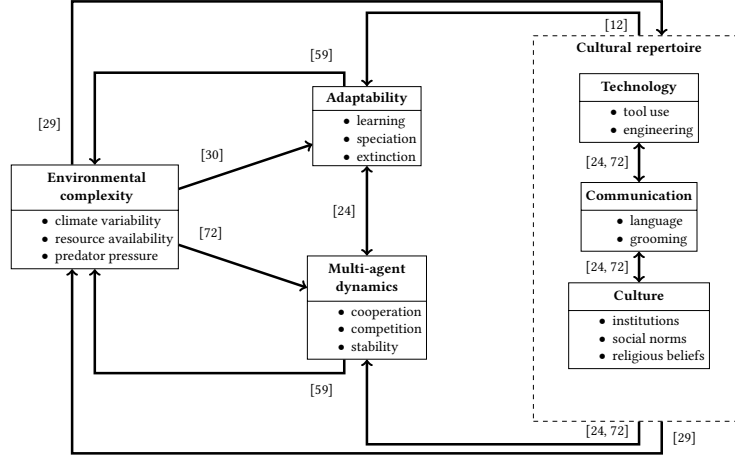 [12]
Cultural repertoire
[59]
Technology
• tool use
• engineering
Adaptability
• learning
• speciation
• extinction
[29]
[30]
[24, 72]
Environmental
complexity
• climate variability
• resource availability
• predator pressure
Communication
• language
• grooming
[24]
[72]
[24, 72]
Multi-agent
dynamics
• cooperation
• competition
• stability
Culture
• institutions
• social norms
• religious beliefs
[59]
[24, 72]
[29]